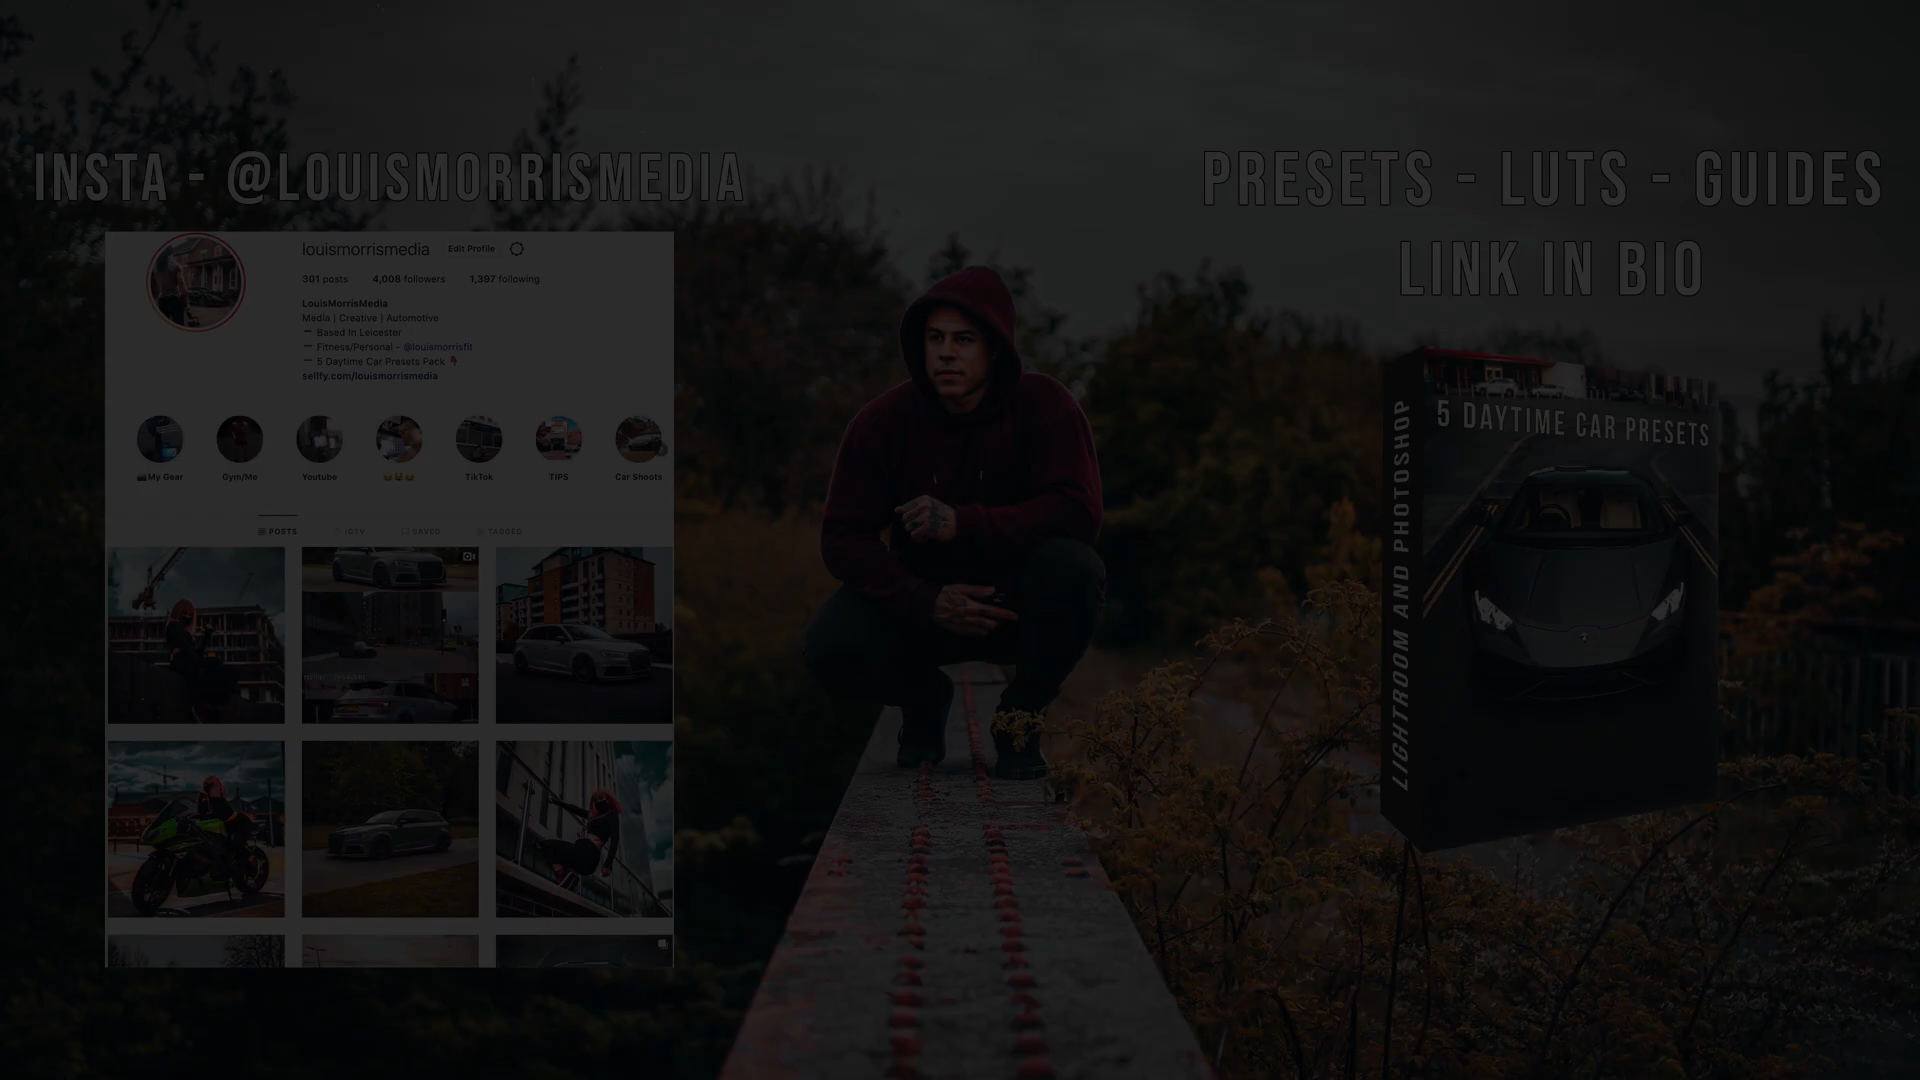 INSTA - @LOUISMORRISMEDIA
PRESETS - LUTS - GUIDES
LINK IN BIO
louismorrismedia Edit Profile
301 posts 4,008 followers 1,397 following
LouisMorrisMedia
Media | Creative | Automotive
— Based In Leicester
— Fitness/Personal - @louismorrisfit
— 5 Daytime Car Presets Pack 👇🏾
sellfy.com/louismorrismedia
My Gear Gym/Me Youtube 😂😂😂 TikTok TIPS Car Shoots
POSTS IGTV SAVED TAGGED
5 DAYTIME CAR PRESETS
LIGHTROOM AND PHOTOSHOP